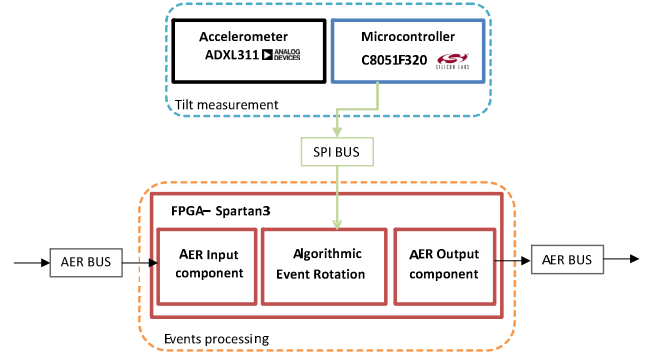 Accelerometer
ADXL311 ANALOG DEVICES
Microcontroller
C8051F320 SILICON LABS
Tilt measurement
SPI BUS
FPGA– Spartan3
AER BUS
AER Input
component
Algorithmic
Event Rotation
AER Output
component
AER BUS
Events processing